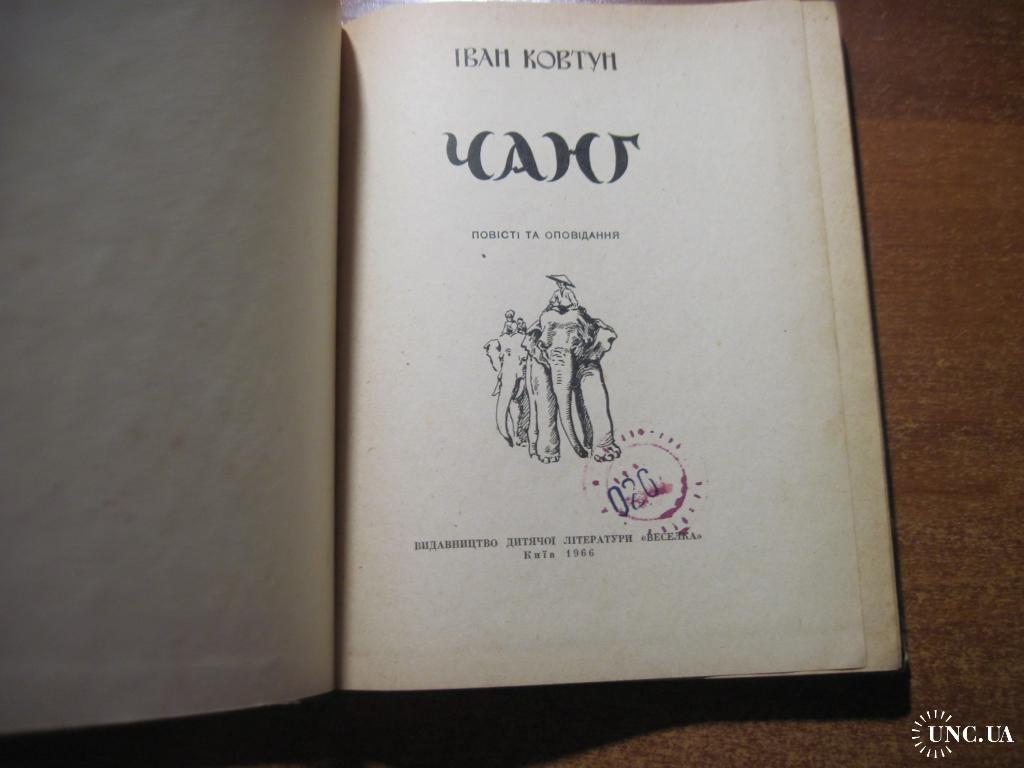 ІВАН КОВТУН
ЧАНГ
ПОВІСТІ ТА ОПОВІДАННЯ
ВИДАВНИЦТВО ДИТЯЧОЇ ЛІТЕРАТУРИ «ВЕСЕЛКА»
Київ 1966
UNC.UA